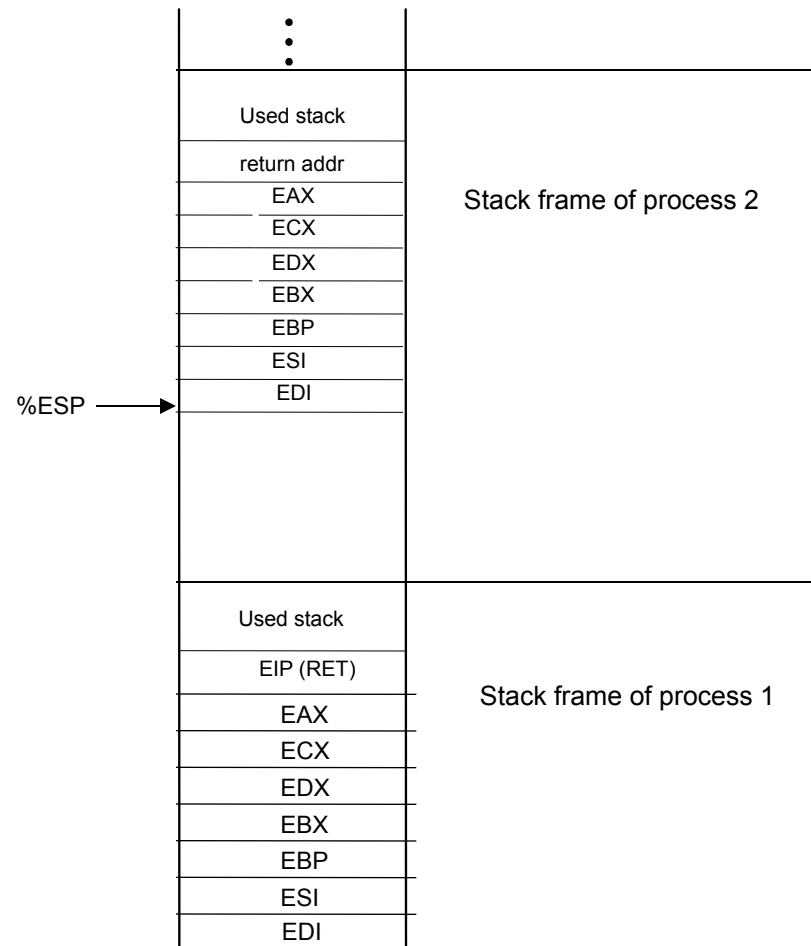 Used stack
return addr
EAX
Stack frame of process 2
ECX
EDX
EBX
EBP
ESI
EDI
%ESP
Used stack
EIP (RET)
Stack frame of process 1
EAX
ECX
EDX
EBX
EBP
ESI
EDI